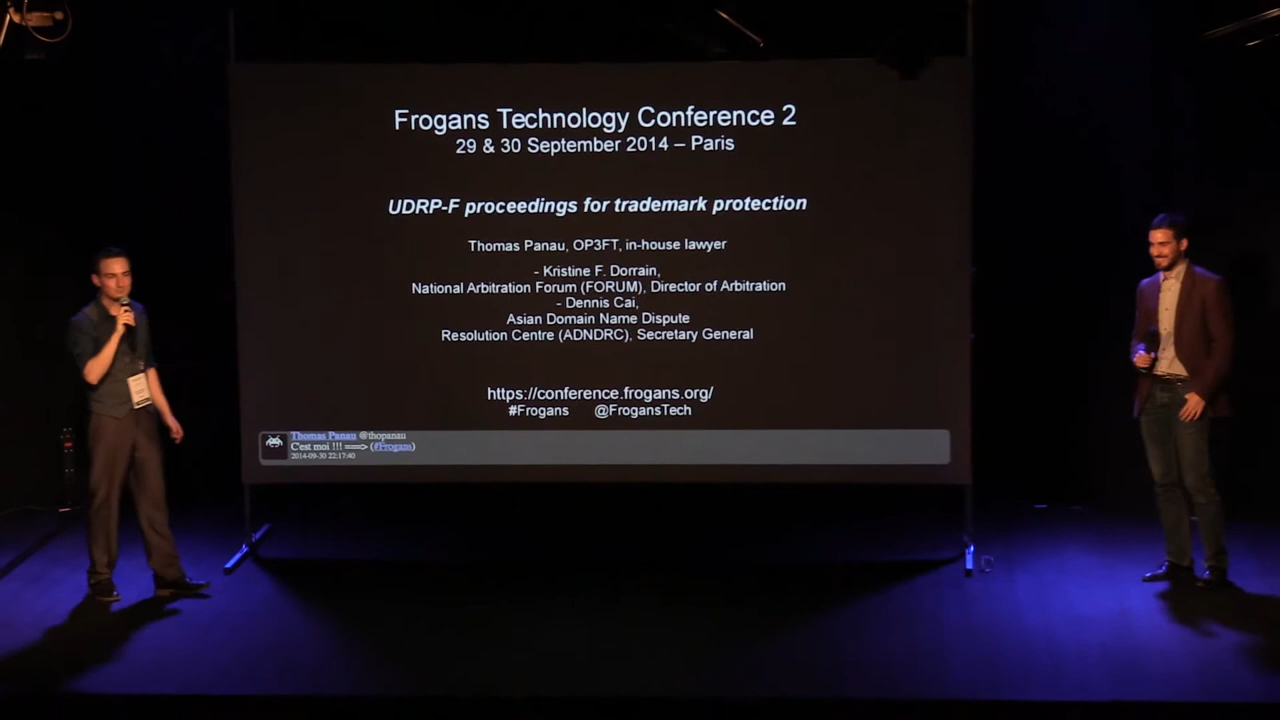 Frogans Technology Conference 2
29 & 30 September 2014 – Paris
UDRP-F proceedings for trademark protection
Thomas Panau, OP3FT, in-house lawyer
- Kristine F. Dorrain,
National Arbitration Forum (FORUM), Director of Arbitration
- Dennis Cai,
Asian Domain Name Dispute
Resolution Centre (ADNDRC), Secretary General
https://conference.frogans.org/
#Frogans @FrogansTech
Thomas Panau @thopanau
C'est moi !!! ===> (#Frogans)
2014-09-30 22:17:40